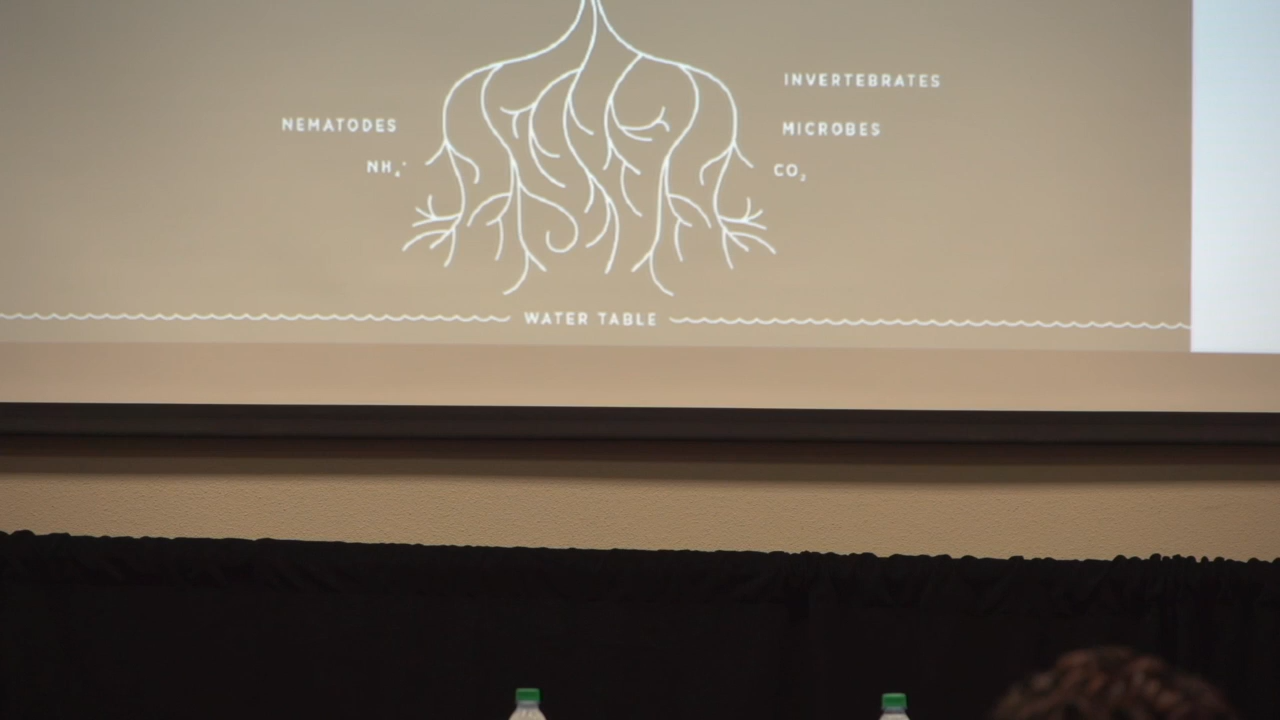 INVERTEBRATES
NEMATODES
MICROBES
NH₄⁺
CO₂
WATER TABLE